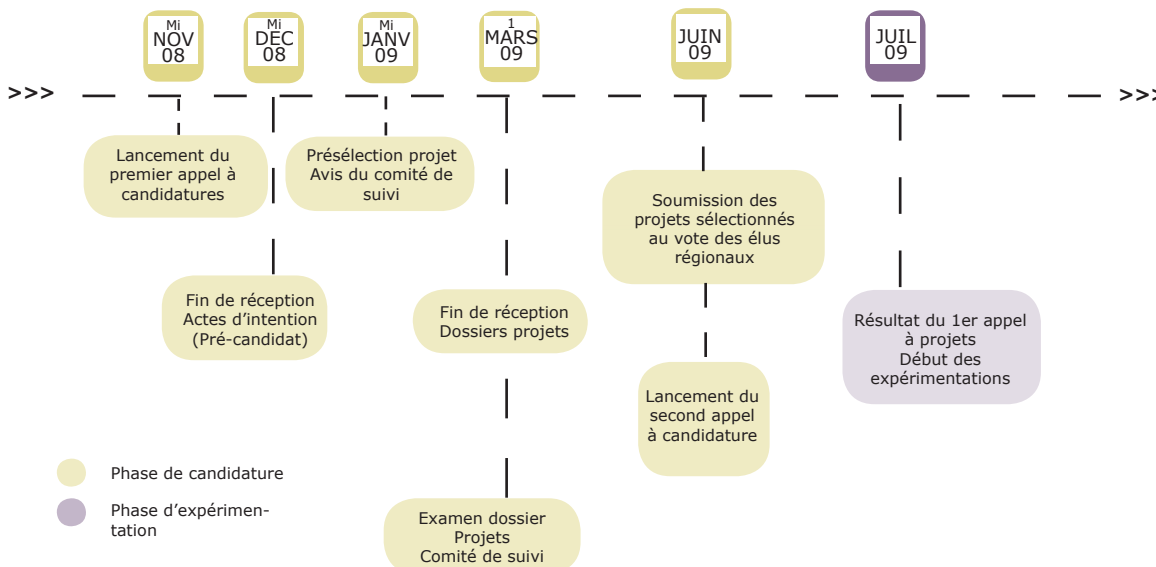 Mi
NOV
08
Mi
DEC
08
Mi
JANV
09
1
MARS
09
JUIN
09
JUIL
09
>>>
>>>
Lancement du
premier appel à
candidatures
Présélection projet
Avis du comité de
suivi
Soumission des
projets sélectionnés
au vote des élus
régionaux
Fin de réception
Actes d'intention
(Pré-candidat)
Fin de réception
Dossiers projets
Résultat du 1er appel
à projets
Début des
expérimentations
Lancement du
second appel
à candidature
Phase de candidature
Phase d'expérimen-
tation
Examen dossier
Projets
Comité de suivi